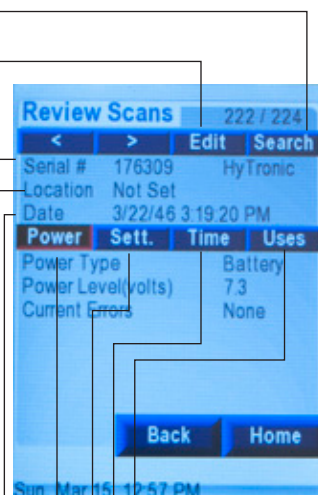 Review Scans 222 / 224
< > Edit Search
Serial # 176309 HyTronic
Location Not Set
Date 3/22/46 3:19:20 PM
Power Sett. Time Uses
Power Type Battery
Power Level(volts) 7.3
Current Errors None
Back Home
Sun, Mar 15, 12:57 PM